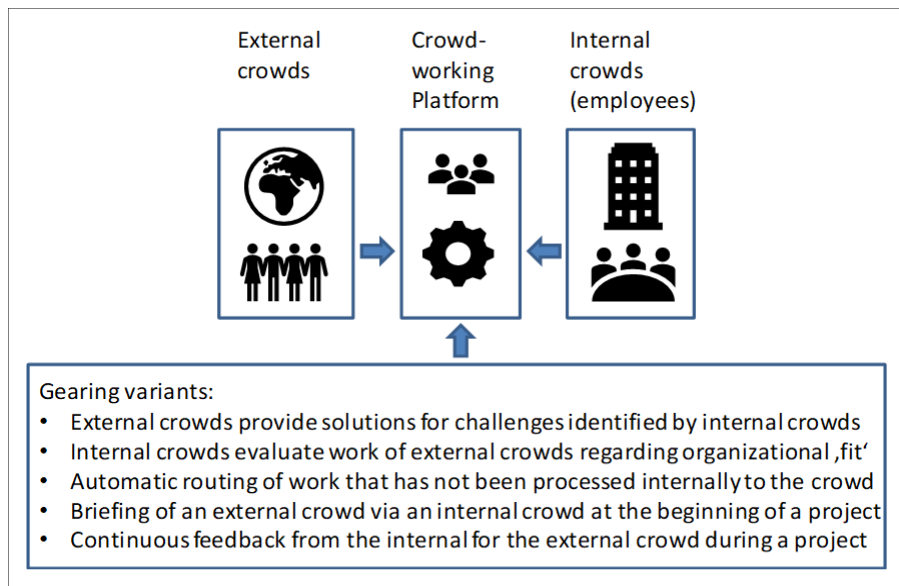 External
crowds
Crowd-
working
Platform
Internal
crowds
(employees)
Gearing variants:
• External crowds provide solutions for challenges identified by internal crowds
• Internal crowds evaluate work of external crowds regarding organizational ‚fit‘
• Automatic routing of work that has not been processed internally to the crowd
• Briefing of an external crowd via an internal crowd at the beginning of a project
• Continuous feedback from the internal for the external crowd during a project